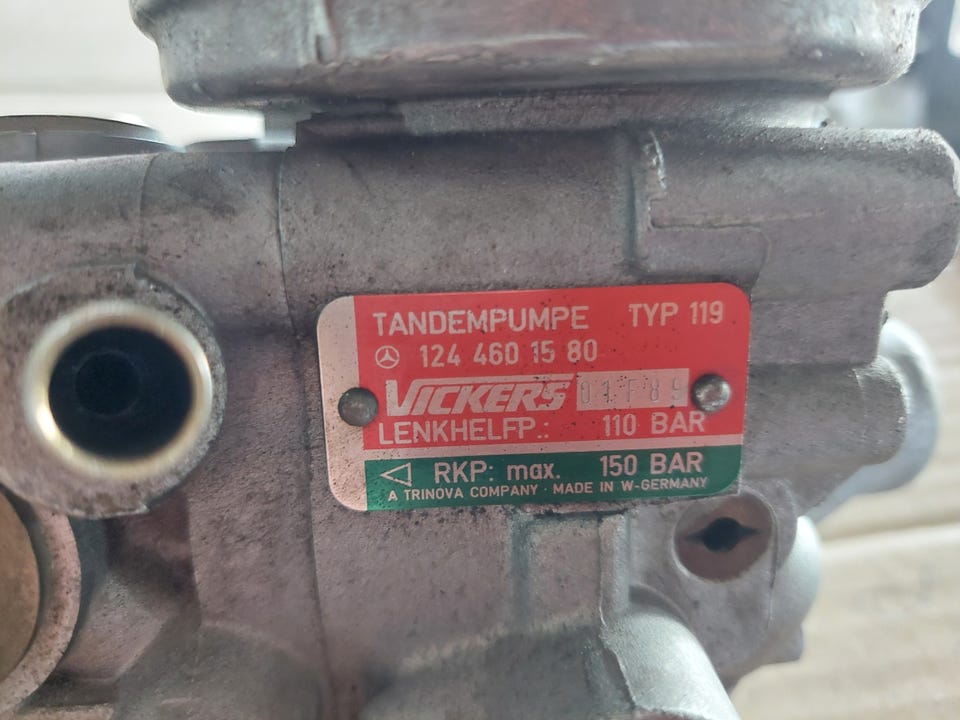 TANDEMPUMPE TYP 119
124 460 15 80
VICKERS 01F89
LENKHELFP.: 110 BAR
RKP: max. 150 BAR
A TRINOVA COMPANY · MADE IN W-GERMANY